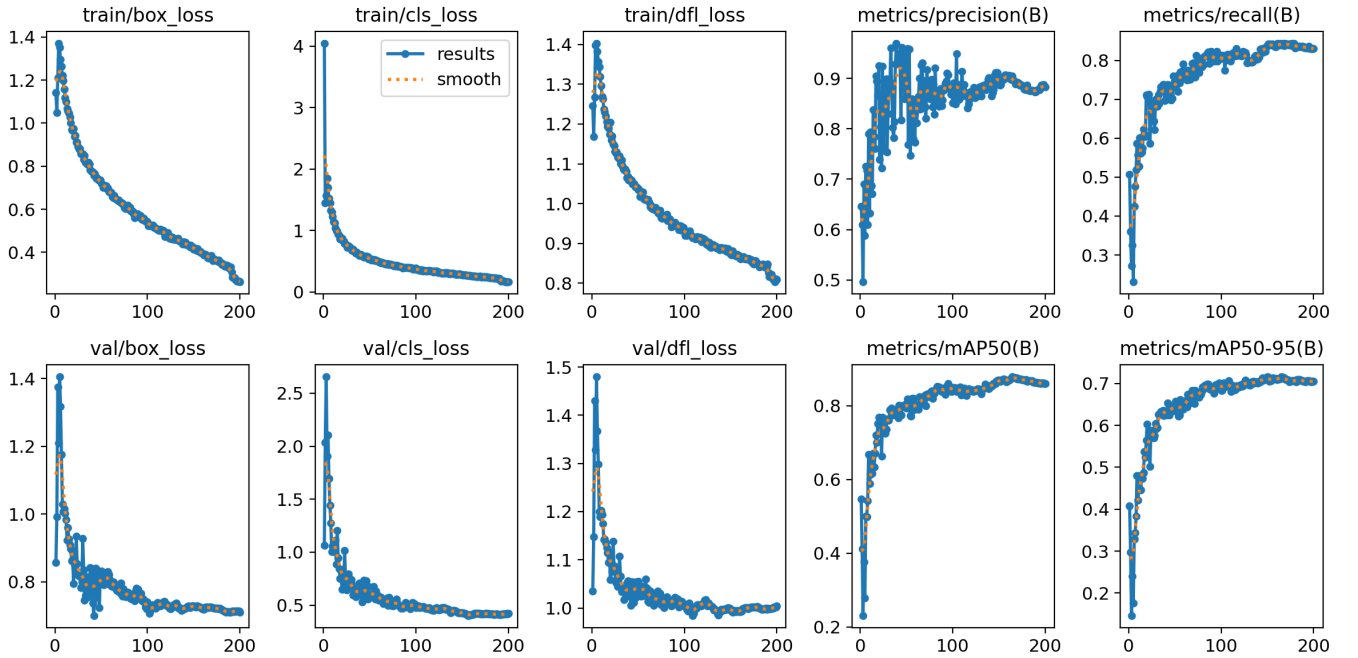 train/box_loss
1.4
1.2
1.0
0.8
0.6
0.4
0 100 200
train/cls_loss
results
smooth
4
3
2
1
0
0 100 200
train/dfl_loss
1.4
1.3
1.2
1.1
1.0
0.9
0.8
0 100 200
metrics/precision(B)
0.9
0.8
0.7
0.6
0.5
0 100 200
metrics/recall(B)
0.8
0.7
0.6
0.5
0.4
0.3
0 100 200
val/box_loss
1.4
1.2
1.0
0.8
0 100 200
val/cls_loss
2.5
2.0
1.5
1.0
0.5
0 100 200
val/dfl_loss
1.5
1.4
1.3
1.2
1.1
1.0
0 100 200
metrics/mAP50(B)
0.8
0.6
0.4
0.2
0 100 200
metrics/mAP50-95(B)
0.7
0.6
0.5
0.4
0.3
0.2
0 100 200